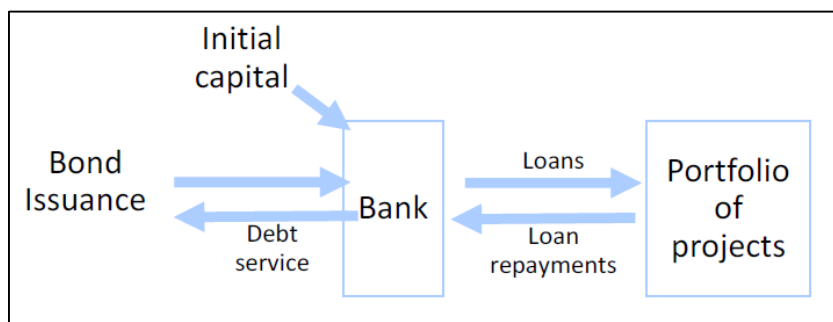 Initial
capital
Bond
Issuance
Debt
service
Bank
Loans
Loan
repayments
Portfolio
of
projects